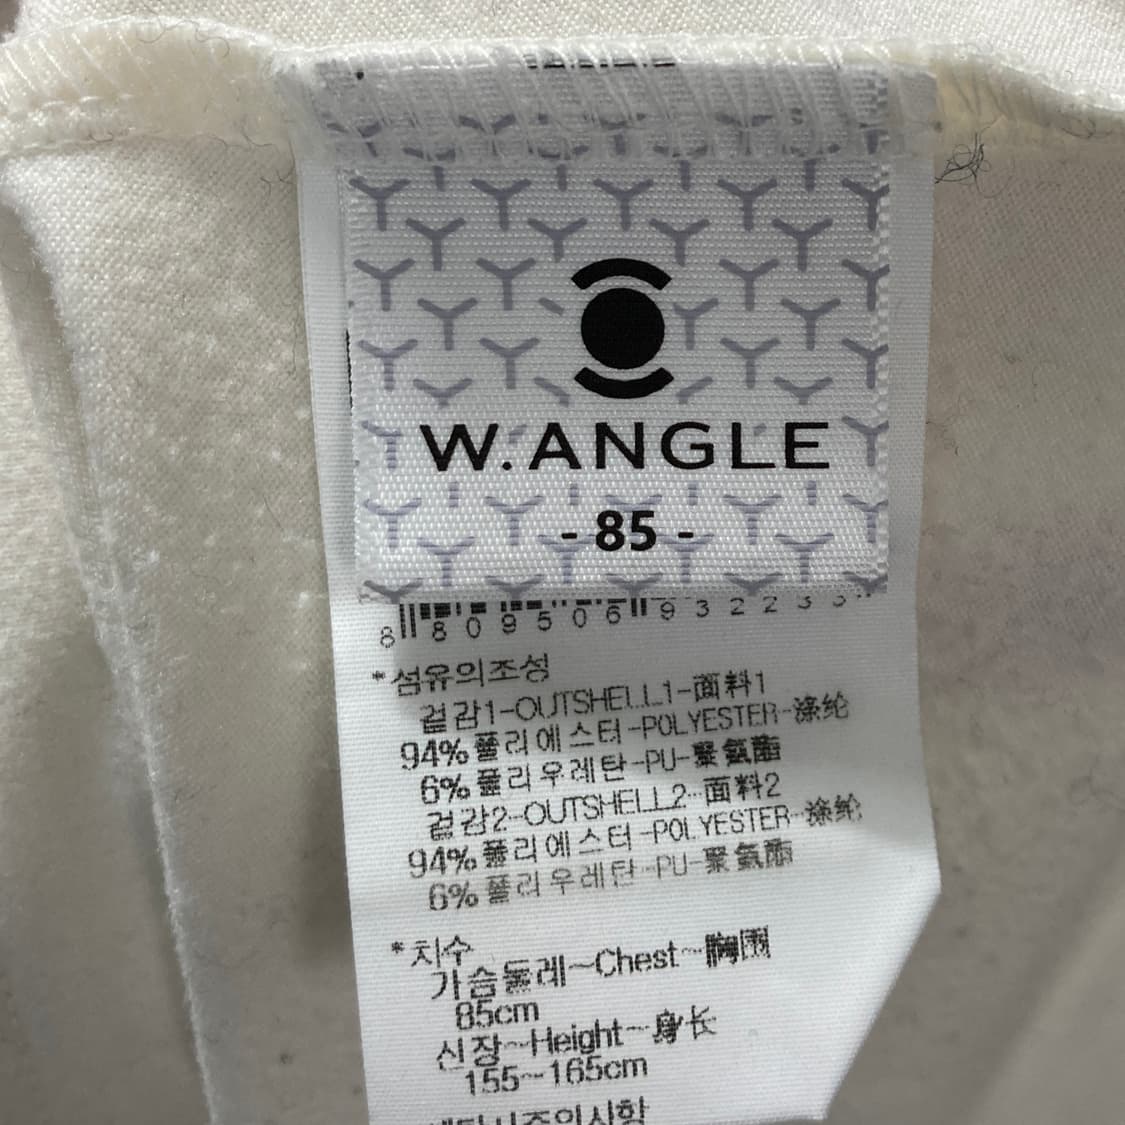 W.ANGLE
- 85 -
8 809506 932233
*섬유의조성
겉감1-OUTSHELL1-面料1
94%폴리에스터-POLYESTER-涤纶
6%폴리우레탄-PU-聚氨酯
겉감2-OUTSHELL2-面料2
94%폴리에스터-POLYESTER-涤纶
6%폴리우레탄-PU-聚氨酯
*치수
가슴둘레~Chest~胸围
85cm
신장~Height~身长
155~165cm